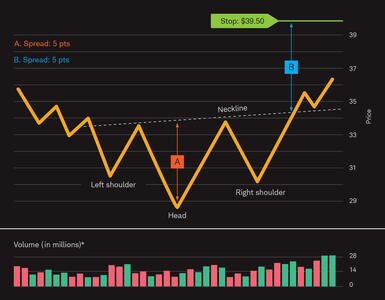 Stop: $39.50
A. Spread: 5 pts
B. Spread: 5 pts
39
37
35
33
31
29
Price
B
Neckline
A
Left shoulder
Right shoulder
Head
Volume (in millions)*
28
14
0